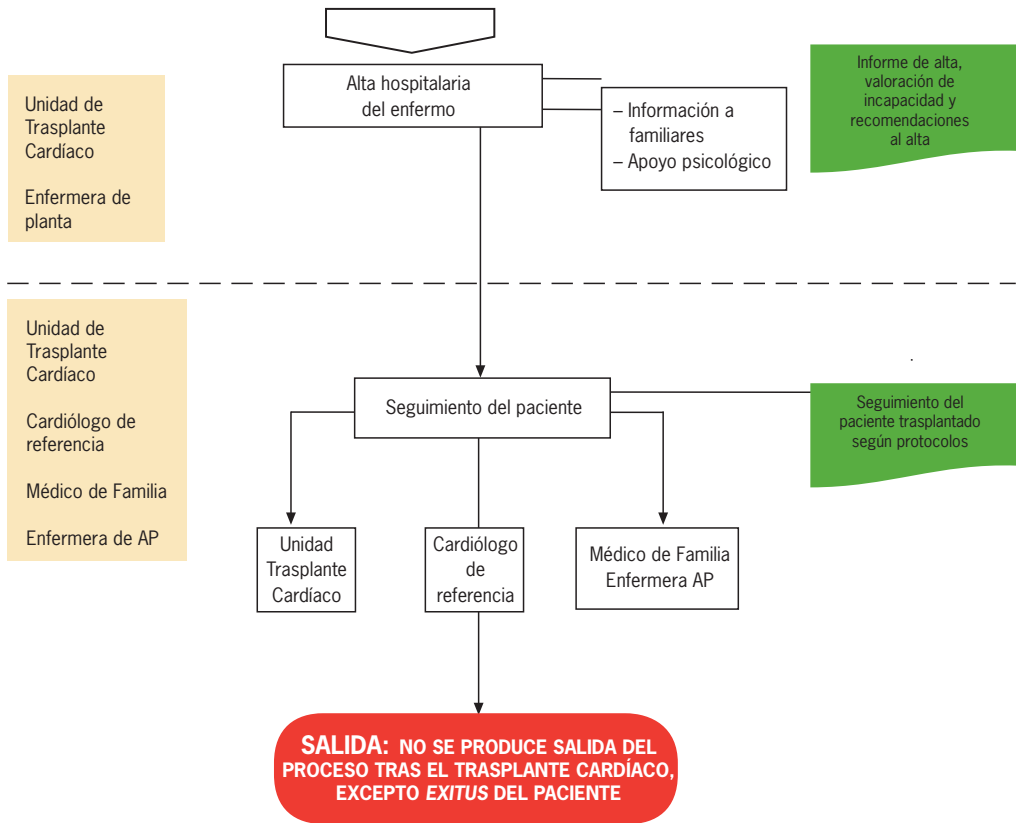 Unidad de
Trasplante
Cardíaco
Enfermera de
planta
Alta hospitalaria
del enfermo
– Información a
familiares
– Apoyo psicológico
Informe de alta,
valoración de
incapacidad y
recomendaciones
al alta
Unidad de
Trasplante
Cardíaco
Cardiólogo de
referencia
Médico de Familia
Enfermera de AP
Seguimiento del paciente
Seguimiento del
paciente trasplantado
según protocolos
Unidad
Trasplante
Cardíaco
Cardiólogo
de
referencia
Médico de Familia
Enfermera AP
SALIDA: NO SE PRODUCE SALIDA DEL
PROCESO TRAS EL TRASPLANTE CARDÍACO,
EXCEPTO EXITUS DEL PACIENTE